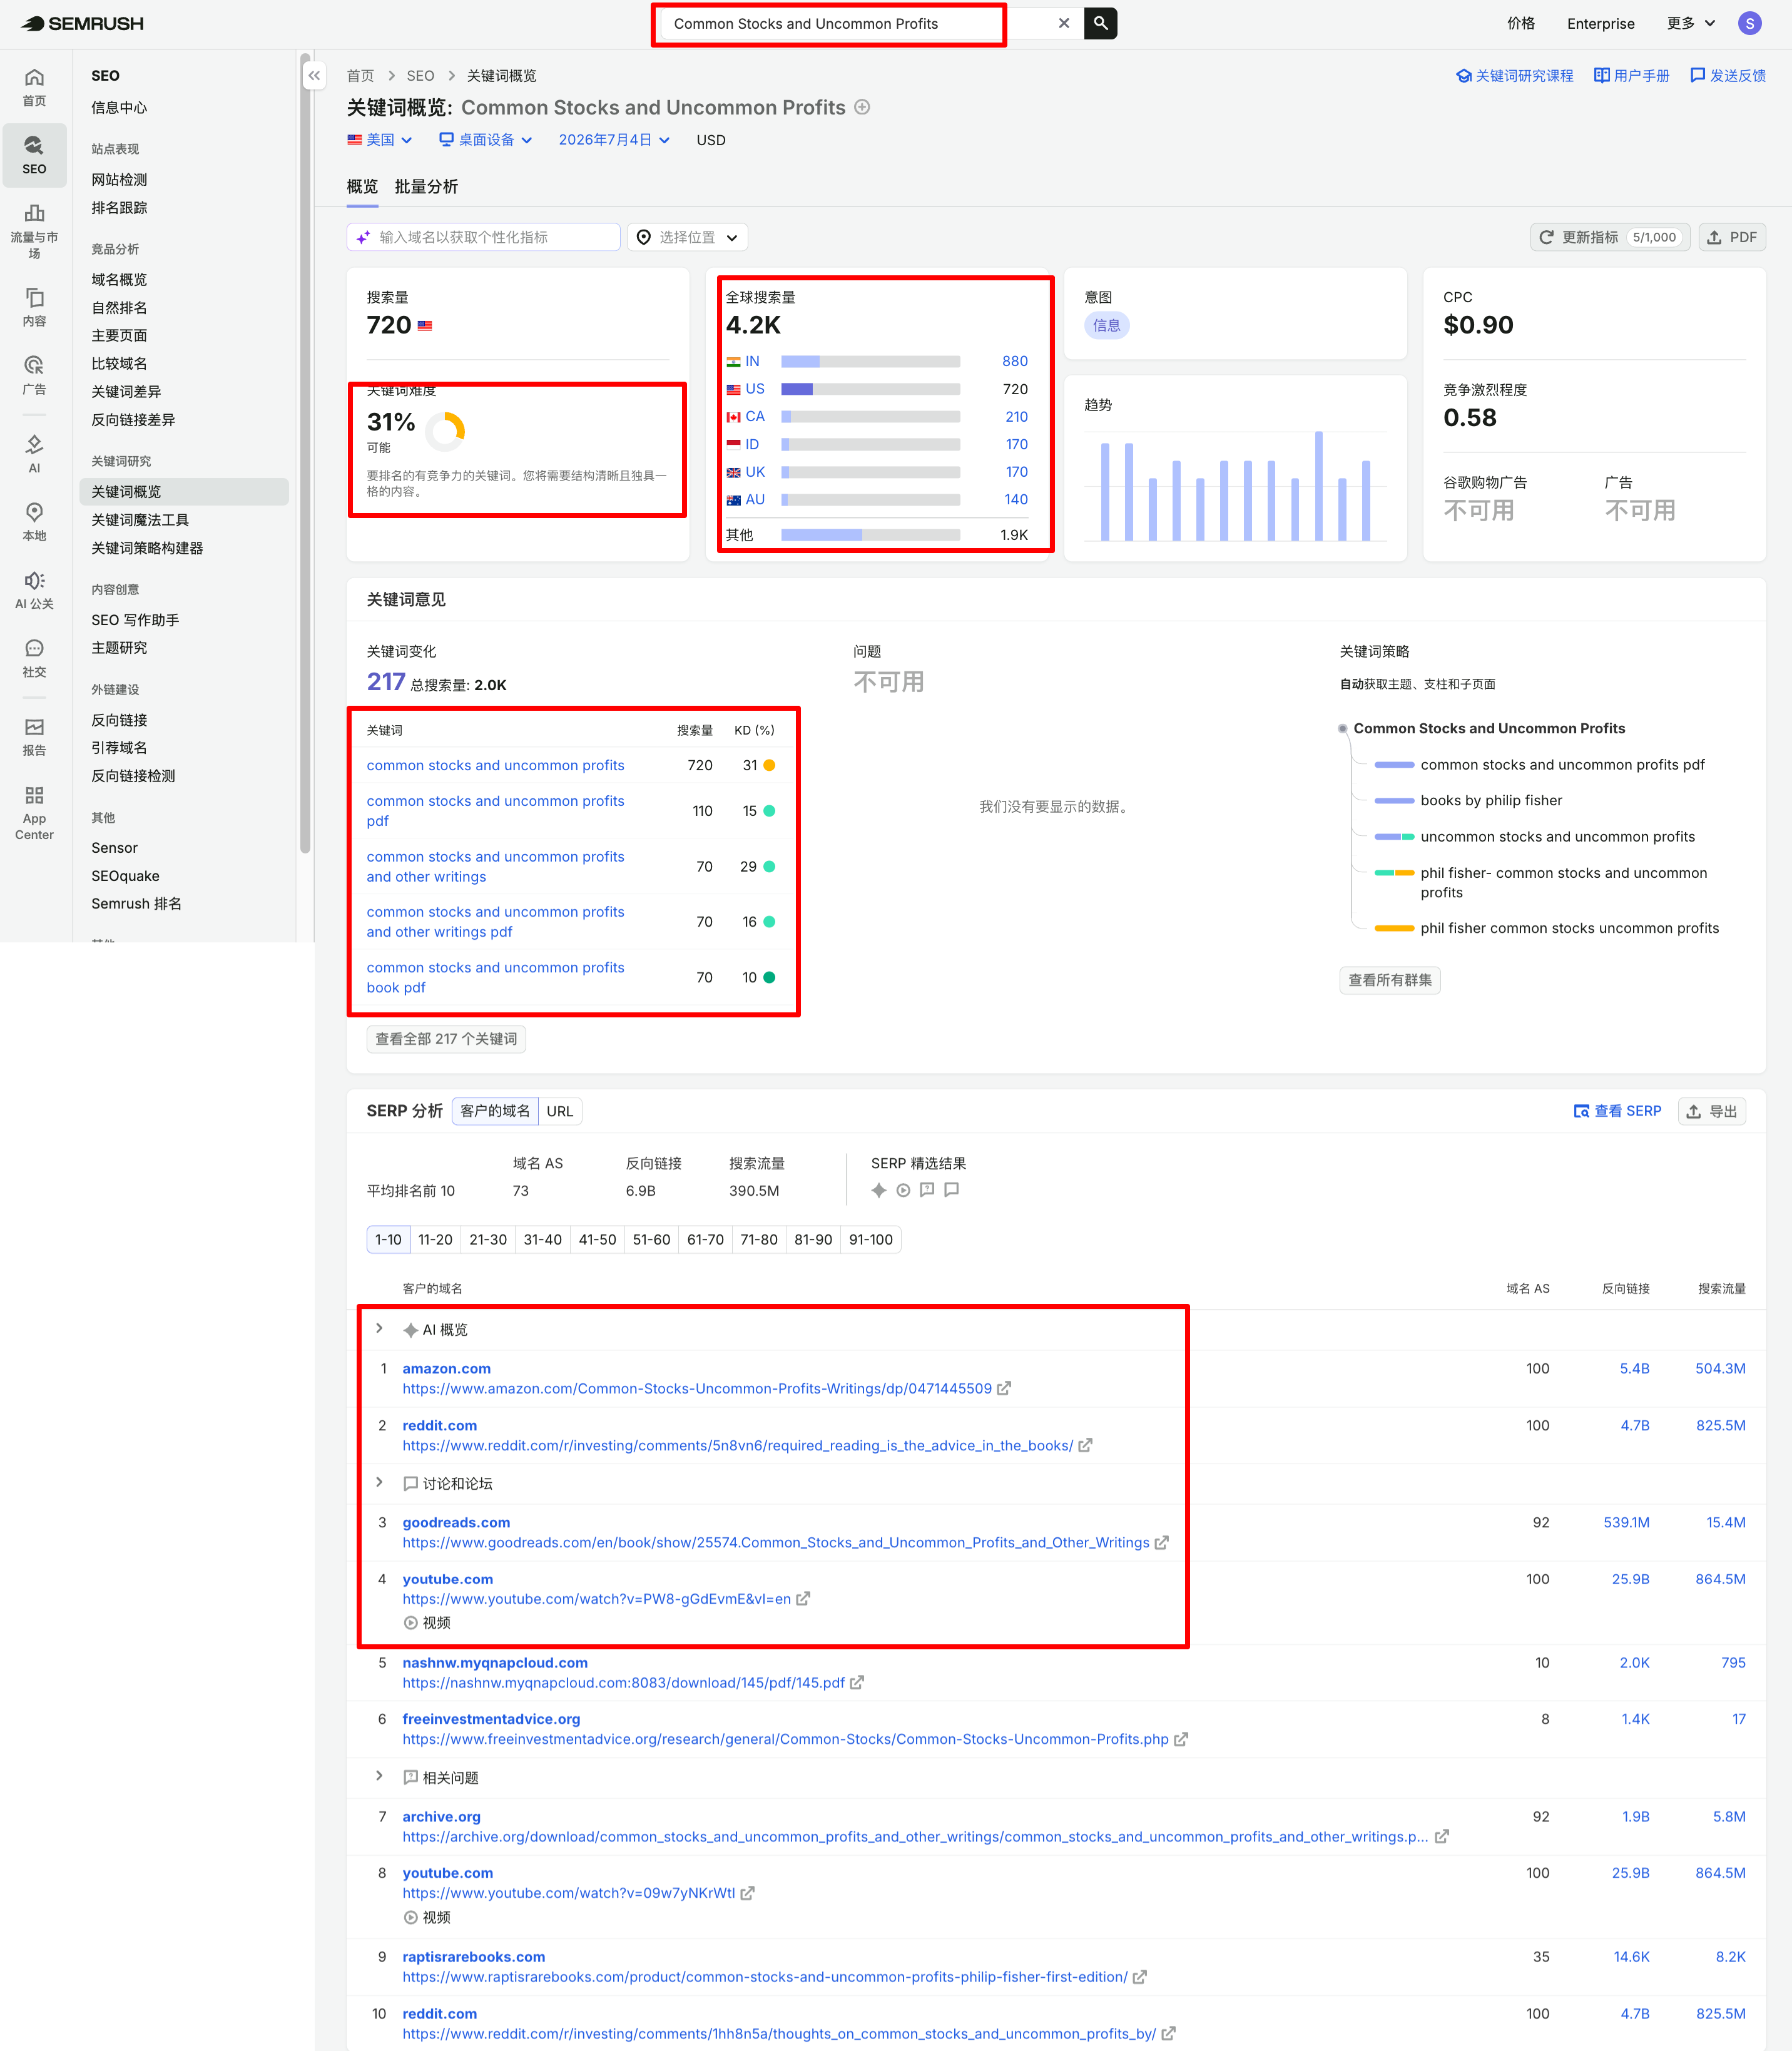 SEMRUSH
Common Stocks and Uncommon Profits
价格
Enterprise
更多
S
首页
SEO
流量与市
场
内容
广告
AI
本地
AI 公关
社交
报告
App
Center
SEO
信息中心
站点表现
网站检测
排名跟踪
竞品分析
域名概览
自然排名
主要页面
比较域名
关键词差异
反向链接差异
关键词研究
关键词概览
关键词魔法工具
关键词策略构建器
内容创意
SEO 写作助手
主题研究
外链建设
反向链接
引荐域名
反向链接检测
其他
Sensor
SEOquake
Semrush 排名
首页 > SEO > 关键词概览
关键词研究课程
用户手册
发送反馈
关键词概览: Common Stocks and Uncommon Profits
美国
桌面设备
2026年7月4日
USD
概览
批量分析
输入域名以获取个性化指标
选择位置
更新指标 5/1,000
PDF
搜索量
720
关键词难度
31%
可能
要排名的有竞争力的关键词。您将需要结构清晰且独具一
格的内容。
全球搜索量
4.2K
IN 880
US 720
CA 210
ID 170
UK 170
AU 140
其他 1.9K
意图
信息
趋势
CPC
$0.90
竞争激烈程度
0.58
谷歌购物广告
不可用
广告
不可用
关键词意见
关键词变化
217 总搜索量: 2.0K
关键词 搜索量 KD (%)
common stocks and uncommon profits 720 31
common stocks and uncommon profits
pdf 110 15
common stocks and uncommon profits
and other writings 70 29
common stocks and uncommon profits
and other writings pdf 70 16
common stocks and uncommon profits
book pdf 70 10
查看全部 217 个关键词
问题
不可用
我们没有要显示的数据。
关键词策略
自动获取主题、支柱和子页面
Common Stocks and Uncommon Profits
common stocks and uncommon profits pdf
books by philip fisher
uncommon stocks and uncommon profits
phil fisher- common stocks and uncommon
profits
phil fisher common stocks uncommon profits
查看所有群集
SERP 分析
客户的域名
URL
查看 SERP
导出
域名 AS 反向链接 搜索流量
平均排名前 10 73 6.9B 390.5M
SERP 精选结果
1-10 11-20 21-30 31-40 41-50 51-60 61-70 71-80 81-90 91-100
客户的域名 域名 AS 反向链接 搜索流量
AI 概览
1 amazon.com 100 5.4B 504.3M
https://www.amazon.com/Common-Stocks-Uncommon-Profits-Writings/dp/0471445509
2 reddit.com 100 4.7B 825.5M
https://www.reddit.com/r/investing/comments/5n8vn6/required_reading_is_the_advice_in_the_books/
讨论和论坛
3 goodreads.com 92 539.1M 15.4M
https://www.goodreads.com/en/book/show/25574.Common_Stocks_and_Uncommon_Profits_and_Other_Writings
4 youtube.com 100 25.9B 864.5M
https://www.youtube.com/watch?v=PW8-gGdEvmE&vl=en
视频
5 nashnw.myqnapcloud.com 10 2.0K 795
https://nashnw.myqnapcloud.com:8083/download/145/pdf/145.pdf
6 freeinvestmentadvice.org 8 1.4K 17
https://www.freeinvestmentadvice.org/research/general/Common-Stocks/Common-Stocks-Uncommon-Profits.php
相关问题
7 archive.org 92 1.9B 5.8M
https://archive.org/download/common_stocks_and_uncommon_profits_and_other_writings/common_stocks_and_uncommon_profits_and_other_writings.p...
8 youtube.com 100 25.9B 864.5M
https://www.youtube.com/watch?v=09w7yNKrWtI
视频
9 raptisrarebooks.com 35 14.6K 8.2K
https://www.raptisrarebooks.com/product/common-stocks-and-uncommon-profits-philip-fisher-first-edition/
10 reddit.com 100 4.7B 825.5M
https://www.reddit.com/r/investing/comments/1hh8n5a/thoughts_on_common_stocks_and_uncommon_profits_by/